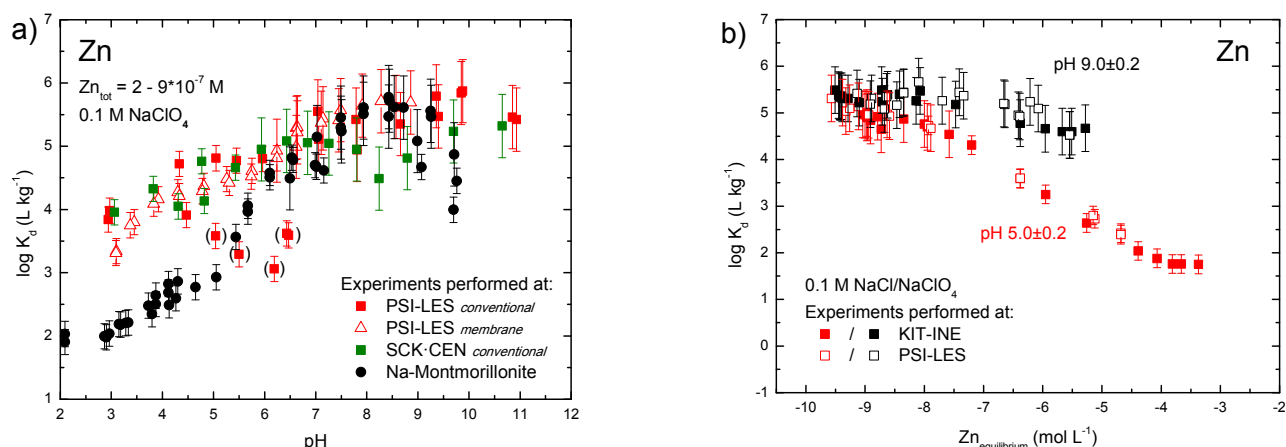 a)
Zn
Zn_tot = 2 - 9*10^-7 M
0.1 M NaClO_4
7
6
5
4
3
2
1
log K_d (L kg^-1)
( )
( )
( )
( )
Experiments performed at:
PSI-LES conventional
PSI-LES membrane
SCK·CEN conventional
Na-Montmorillonite
2 3 4 5 6 7 8 9 10 11 12
pH
b)
Zn
pH 9.0±0.2
pH 5.0±0.2
7
6
5
4
3
2
1
0
-1
log K_d (L kg^-1)
0.1 M NaCl/NaClO_4
Experiments performed at:
/ KIT-INE
/ PSI-LES
-10 -9 -8 -7 -6 -5 -4 -3 -2
Zn_equilibrium (mol L^-1)